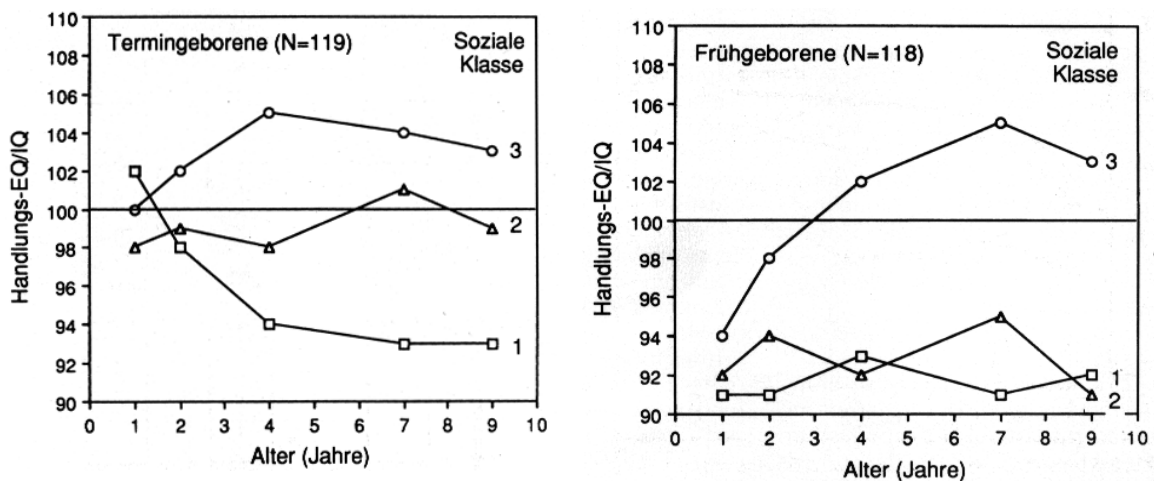 110
108
106
104
102
100
98
96
94
92
90
Handlungs-EQ/IQ
Termingeborene (N=119)
Soziale
Klasse
3
2
1
0 1 2 3 4 5 6 7 8 9 10
Alter (Jahre)
110
108
106
104
102
100
98
96
94
92
90
Handlungs-EQ/IQ
Frühgeborene (N=118)
Soziale
Klasse
3
1
2
0 1 2 3 4 5 6 7 8 9 10
Alter (Jahre)